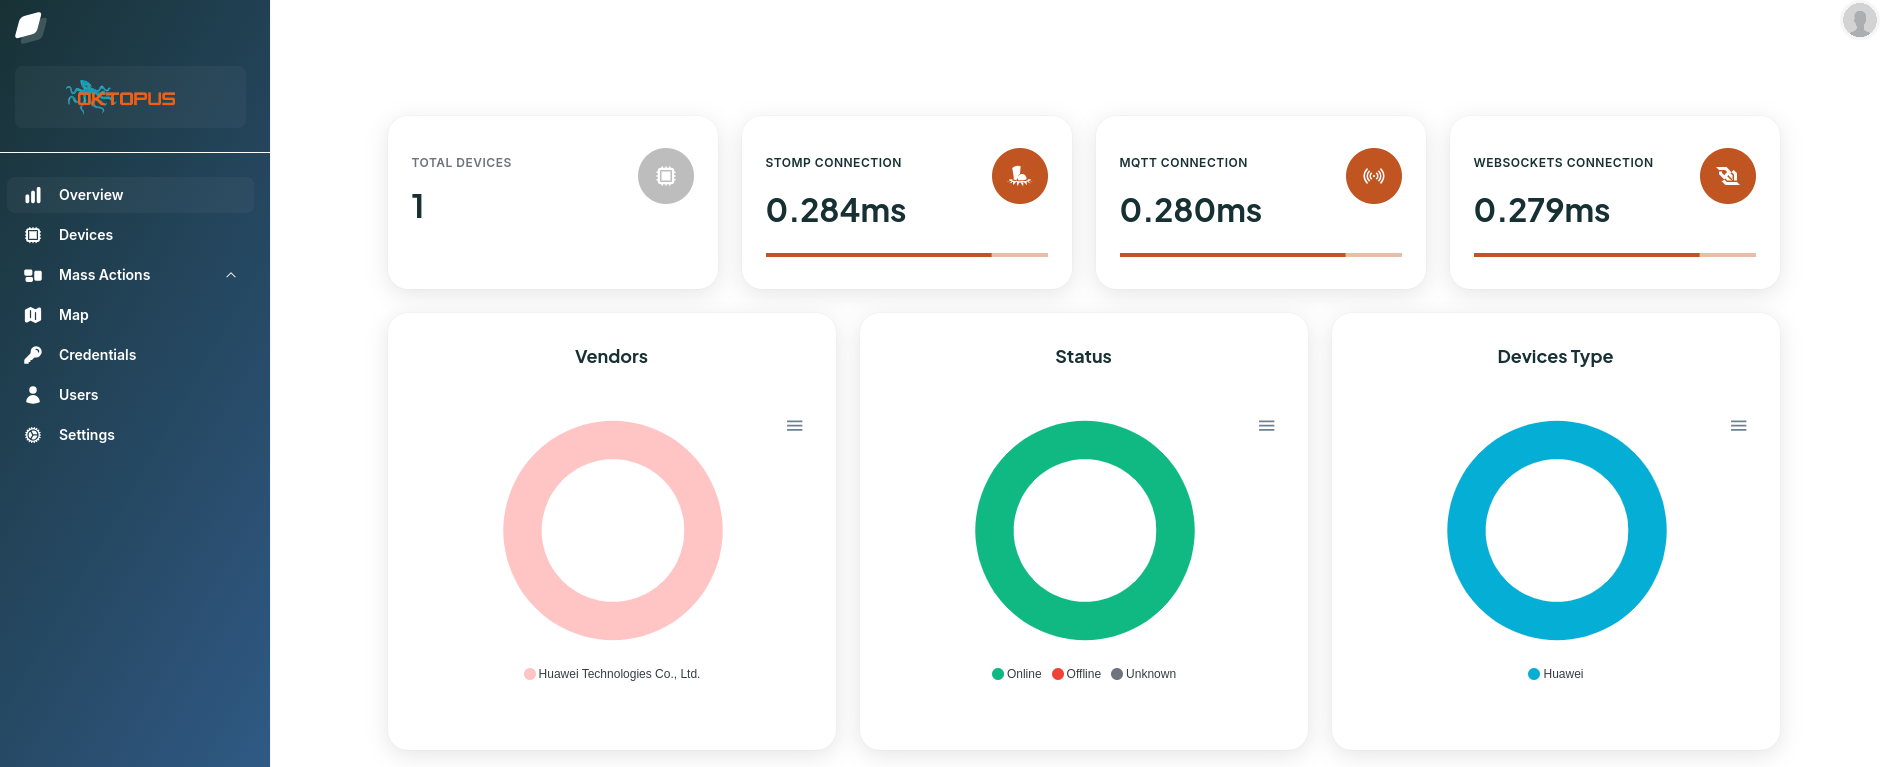 OKTOPUS
Overview
Devices
Mass Actions
Map
Credentials
Users
Settings
TOTAL DEVICES
1
STOMP CONNECTION
0.284ms
MQTT CONNECTION
0.280ms
WEBSOCKETS CONNECTION
0.279ms
Vendors
Huawei Technologies Co., Ltd.
Status
Online Offline Unknown
Devices Type
Huawei